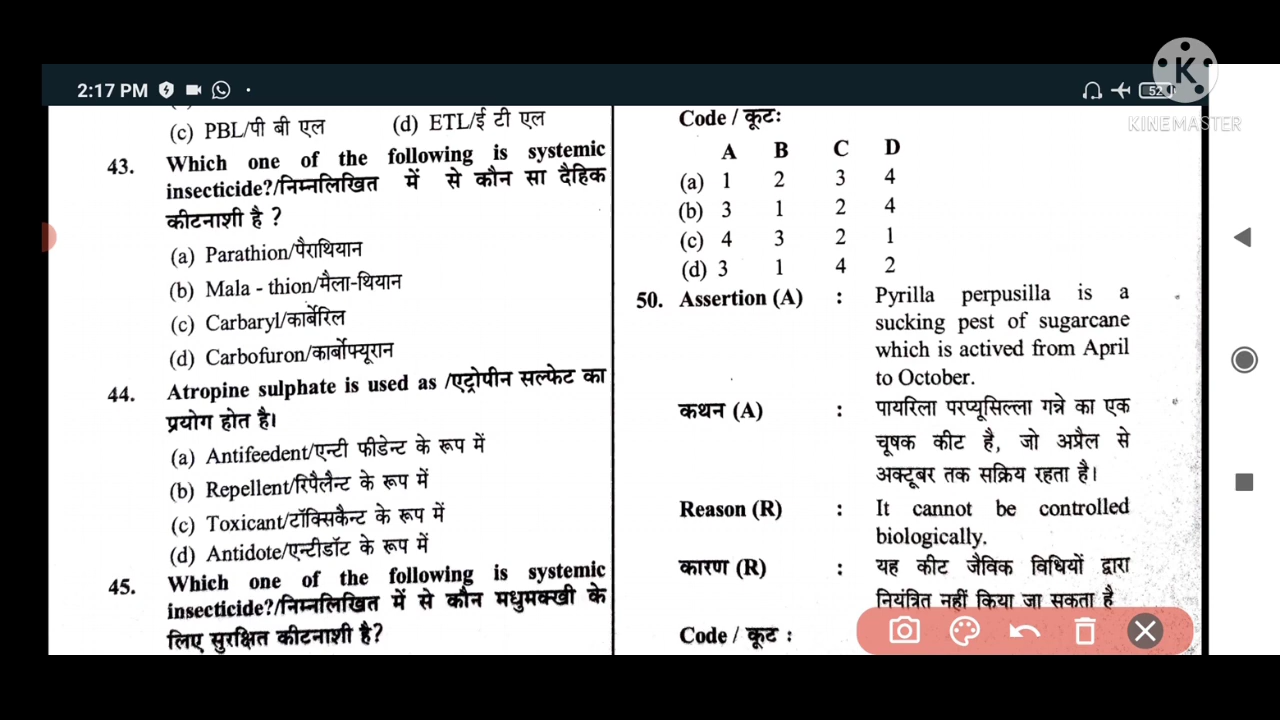 2:17 PM
52
KINEMASTER
(c) PBL/पी बी एल (d) ETL/ई टी एल
43. Which one of the following is systemic
insecticide?/निम्नलिखित में से कौन सा दैहिक
कीटनाशी है ?
(a) Parathion/पैराथियान
(b) Mala - thion/मैला-थियान
(c) Carbaryl/कार्बेरिल
(d) Carbofuron/कार्बोफ्यूरान
44. Atropine sulphate is used as /एट्रोपीन सल्फेट का
प्रयोग होत है।
(a) Antifeedent/एन्टी फीडेन्ट के रूप में
(b) Repellent/रिपैलैन्ट के रूप में
(c) Toxicant/टॉक्सिकैन्ट के रूप में
(d) Antidote/एन्टीडॉट के रूप में
45. Which one of the following is systemic
insecticide?/निम्नलिखित में से कौन मधुमक्खी के
लिए सुरक्षित कीटनाशी है?
Code / कूटः
A B C D
(a) 1 2 3 4
(b) 3 1 2 4
(c) 4 3 2 1
(d) 3 1 4 2
50. Assertion (A) : Pyrilla perpusilla is a
sucking pest of sugarcane
which is actived from April
to October.
कथन (A) : पायरिला परप्यूसिल्ला गन्ने का एक
चूषक कीट है, जो अप्रैल से
अक्टूबर तक सक्रिय रहता है।
Reason (R) : It cannot be controlled
biologically.
कारण (R) : यह कीट जैविक विधियों द्वारा
नियंत्रित नहीं किया जा सकता है
Code / कूट :